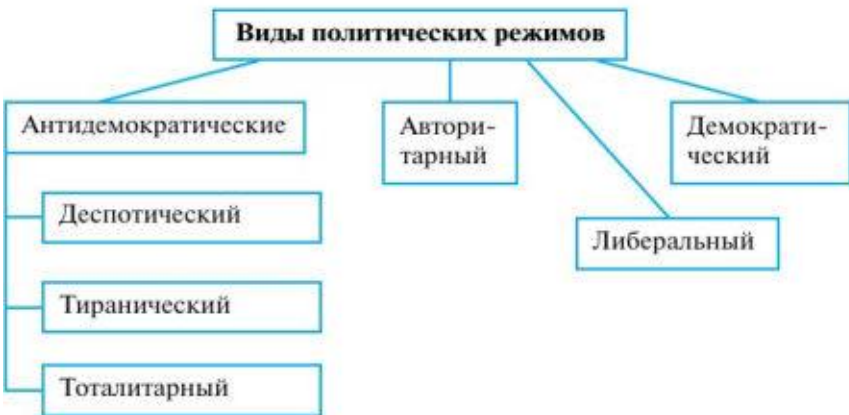 Виды политических режимов
Антидемократические
Деспотический
Тиранический
Тоталитарный
Автори-
тарный
Либеральный
Демократи-
ческий